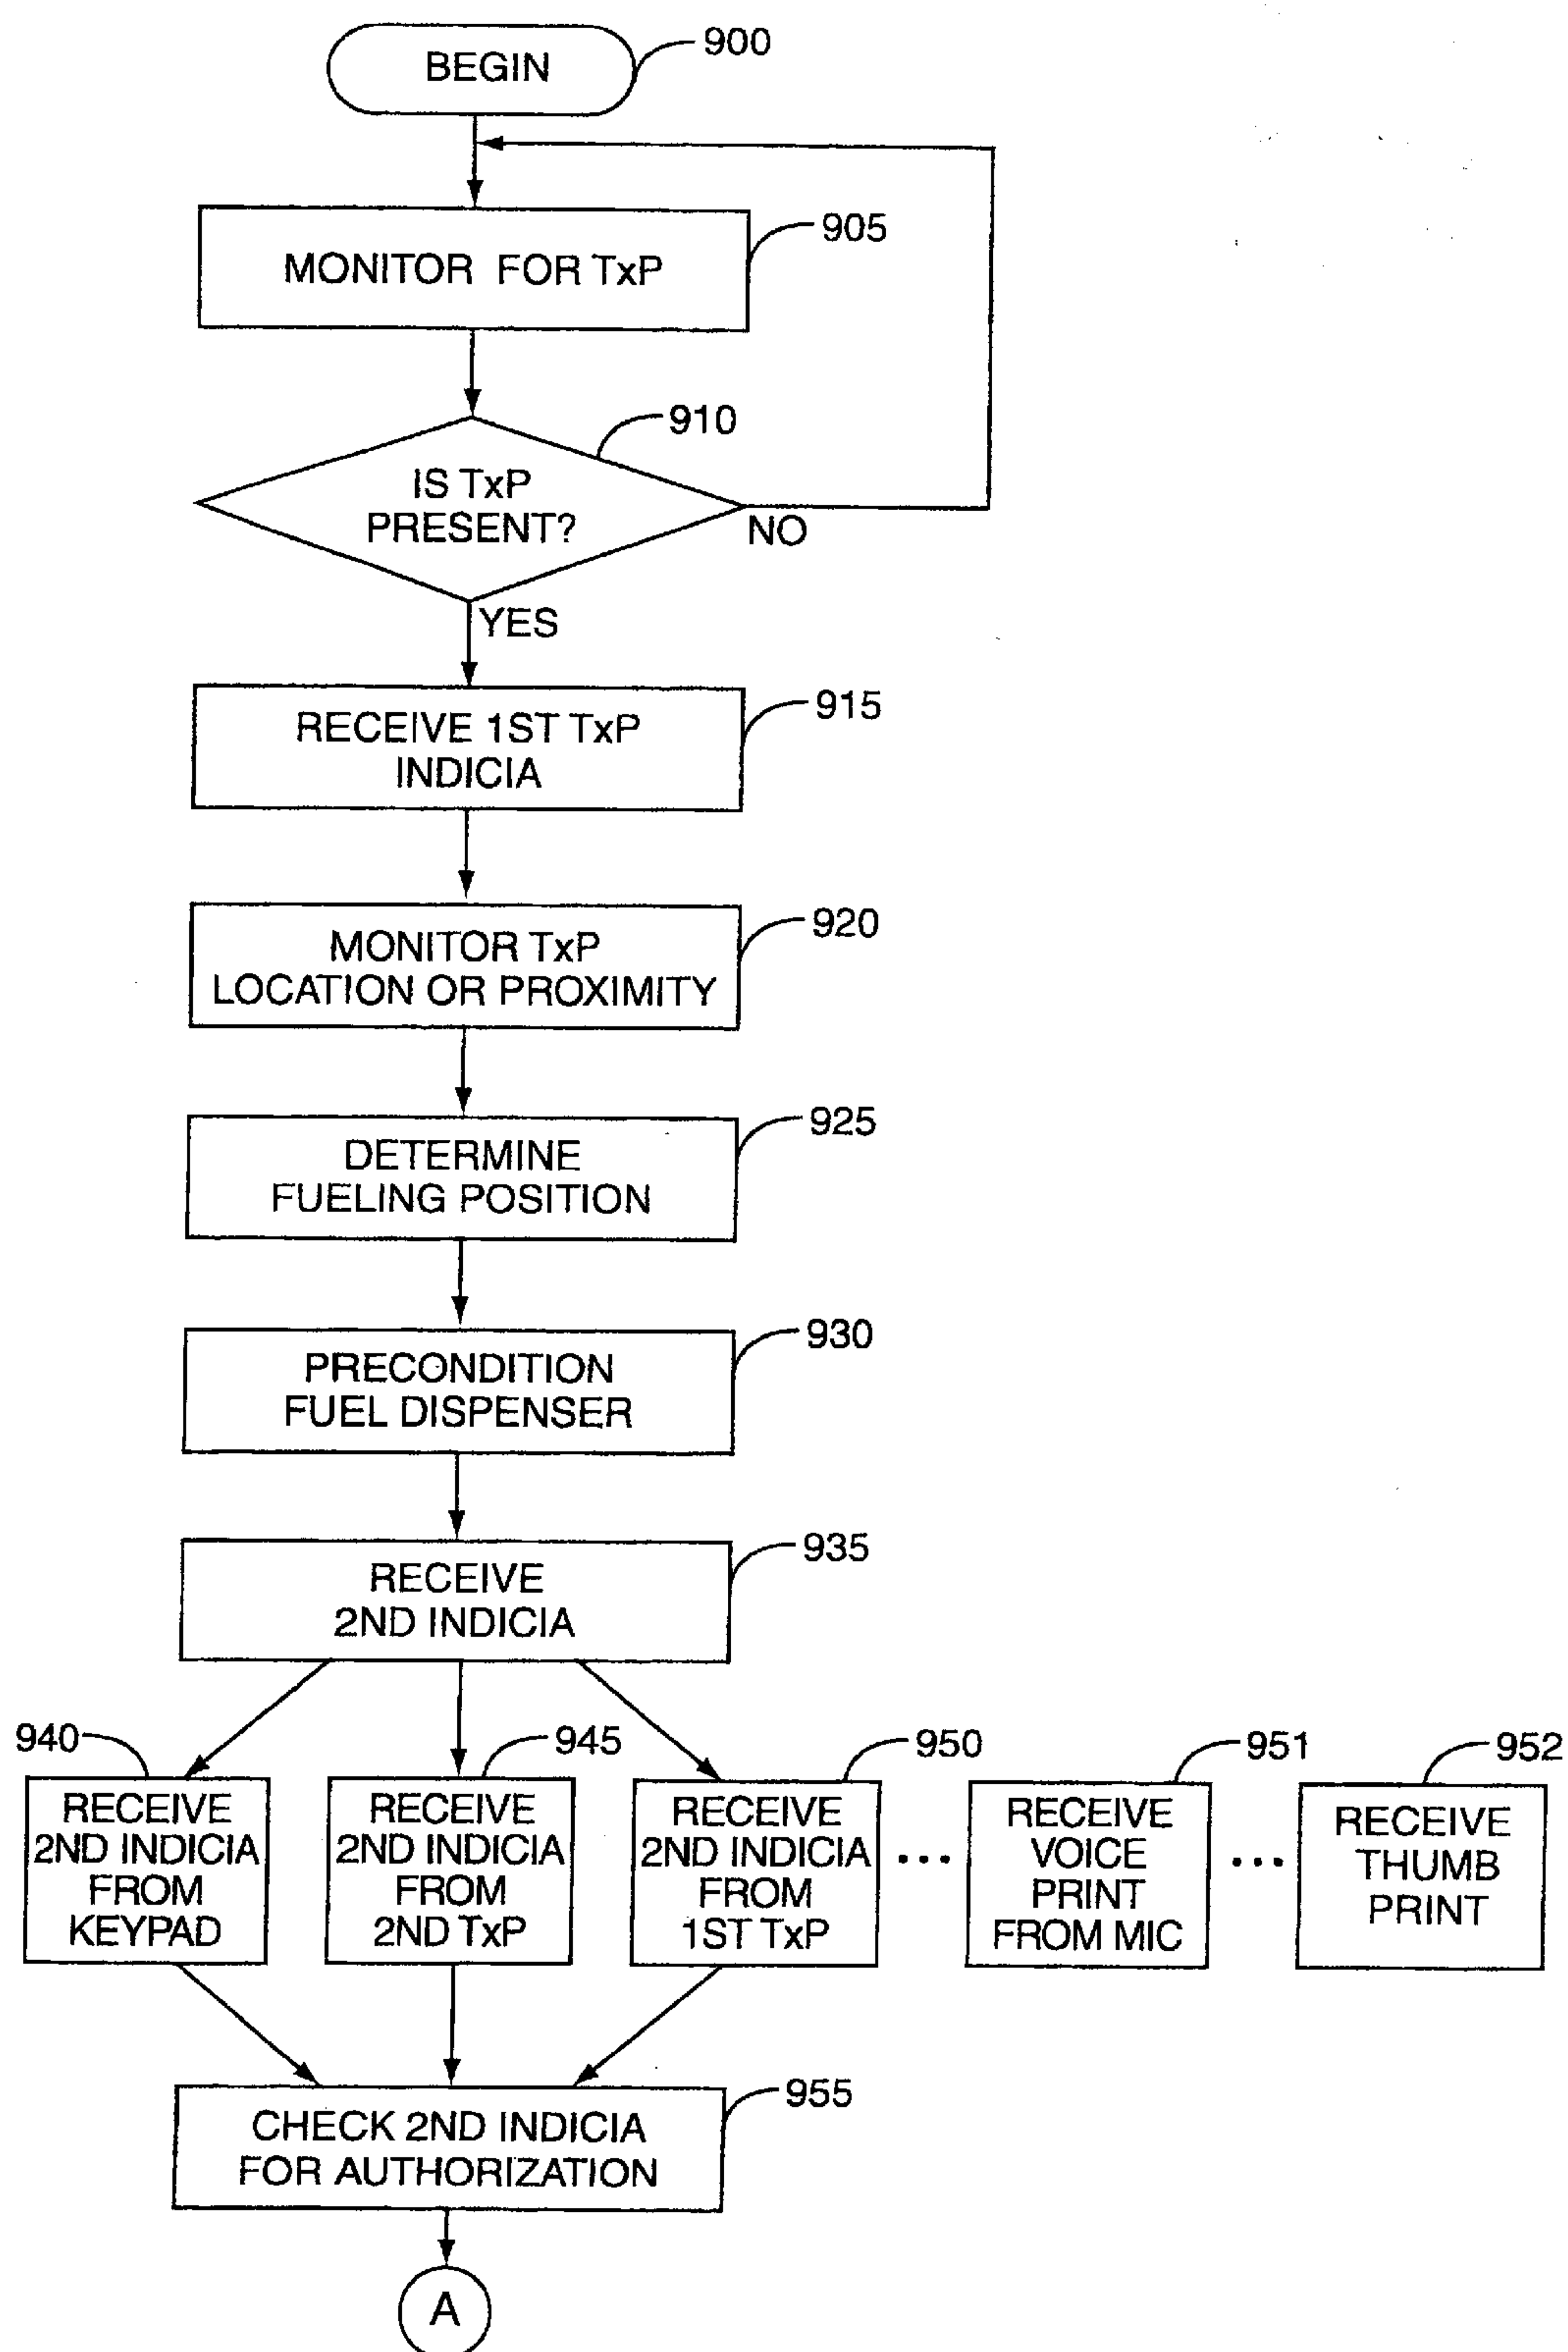 BEGIN
900
MONITOR FOR TxP
905
IS TxP
PRESENT?
910
NO
YES
RECEIVE 1ST TxP
INDICIA
915
MONITOR TxP
LOCATION OR PROXIMITY
920
DETERMINE
FUELING POSITION
925
PRECONDITION
FUEL DISPENSER
930
RECEIVE
2ND INDICIA
935
940
RECEIVE
2ND INDICIA
FROM
KEYPAD
945
RECEIVE
2ND INDICIA
FROM
2ND TxP
950
RECEIVE
2ND INDICIA
FROM
1ST TxP
...
951
RECEIVE
VOICE
PRINT
FROM MIC
...
952
RECEIVE
THUMB
PRINT
CHECK 2ND INDICIA
FOR AUTHORIZATION
955
A